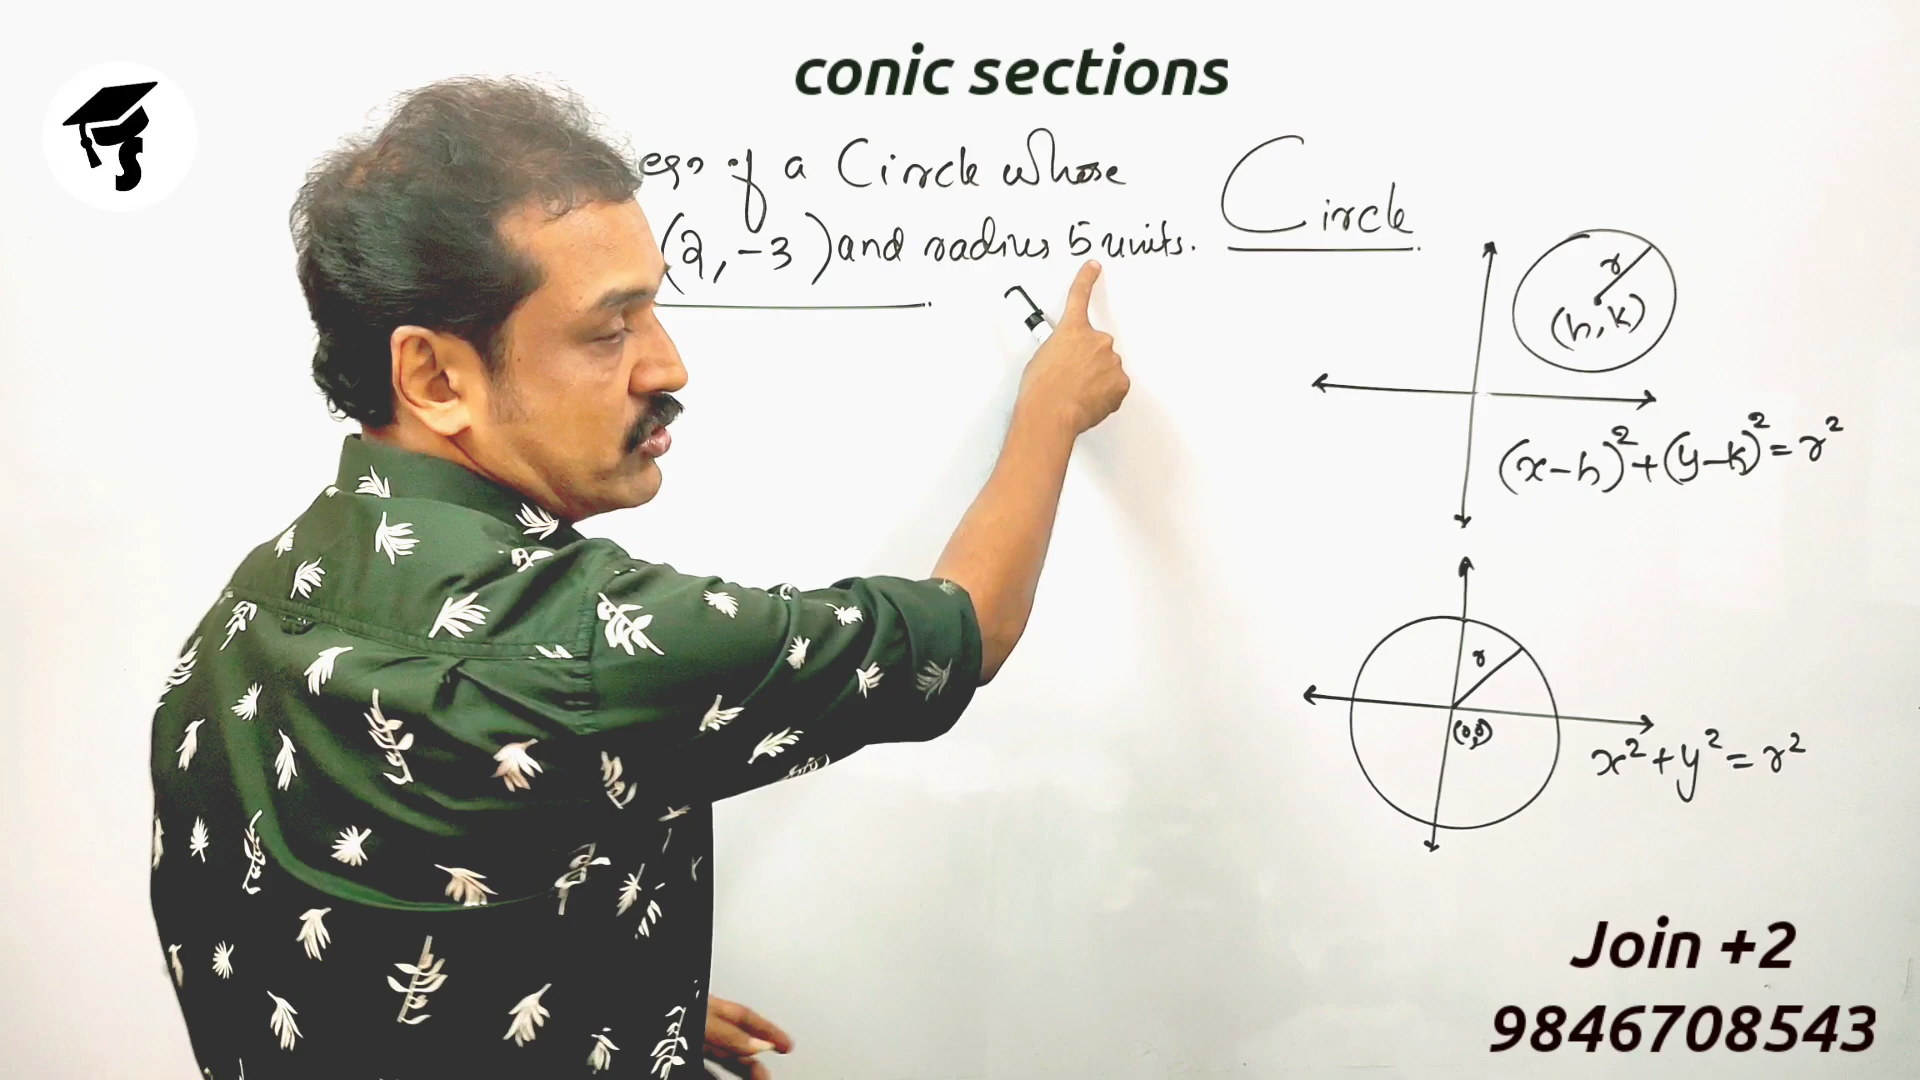 conic sections
eqn of a Circle whose
(2, -3) and radius 5 units.
Circle
r
(h, k)
(x-h)²+(y-k)²=r²
r
(0,0)
x²+y²=r²
Join +2
9846708543